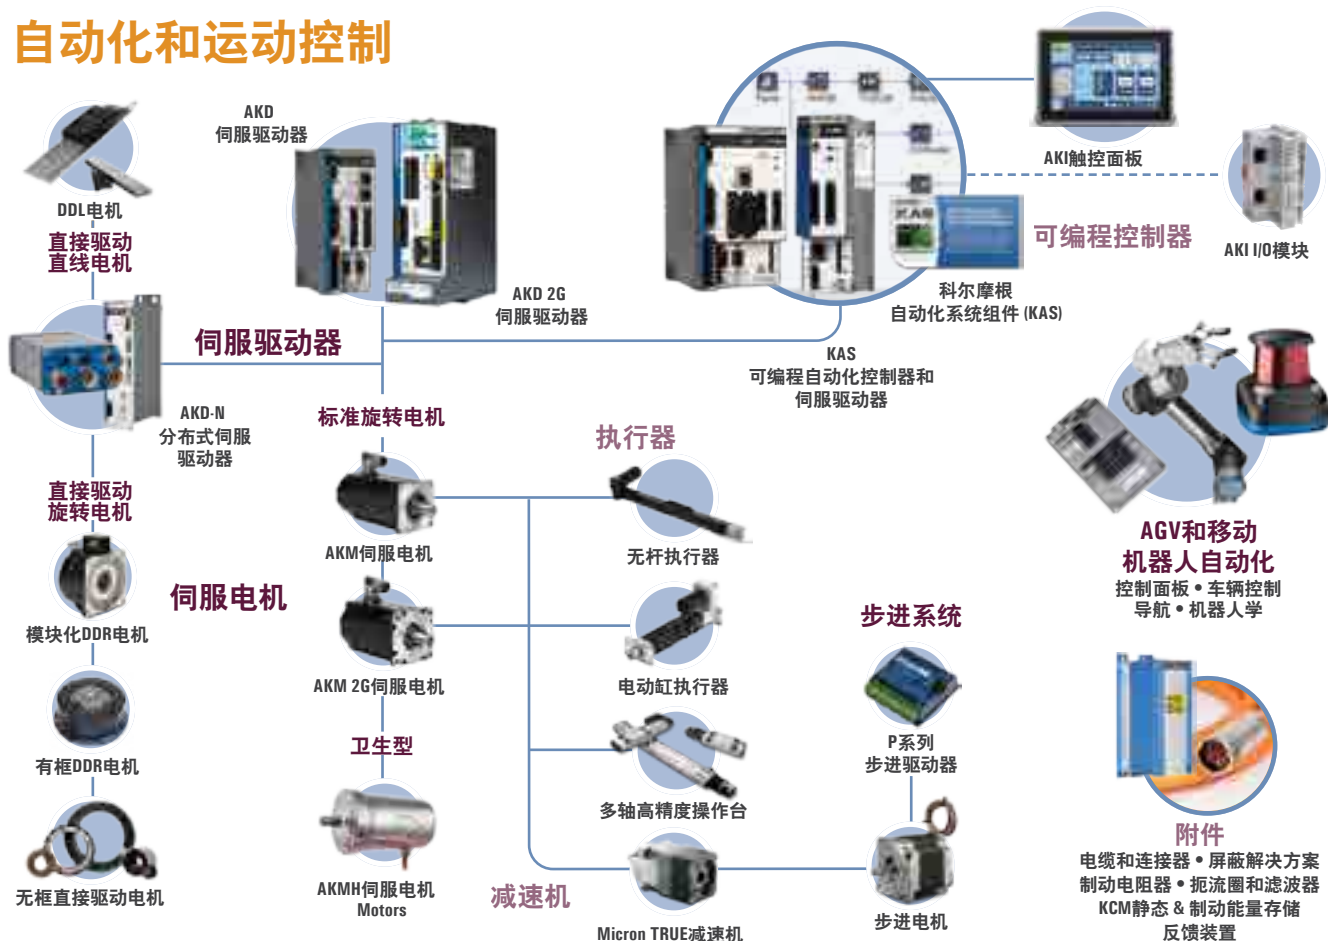 自动化和运动控制
AKD
伺服驱动器
DDL电机
直接驱动
直线电机
AKD 2G
伺服驱动器
伺服驱动器
AKD-N
分布式伺服
驱动器
KAS
科尔摩根
自动化系统组件 (KAS)
KAS
可编程自动化控制器和
伺服驱动器
AKI触控面板
可编程控制器
AKI I/O模块
直接驱动
旋转电机
模块化DDR电机
有框DDR电机
无框直接驱动电机
伺服电机
标准旋转电机
AKM伺服电机
AKM 2G伺服电机
卫生型
AKMH伺服电机
Motors
执行器
无杆执行器
电动缸执行器
多轴高精度操作台
减速机
Micron TRUE减速机
步进系统
P系列
步进驱动器
步进电机
AGV和移动
机器人自动化
控制面板 • 车辆控制
导航 • 机器人学
附件
电缆和连接器 • 屏蔽解决方案
制动电阻器 • 扼流圈和滤波器
KCM静态 & 制动能量存储
反馈装置